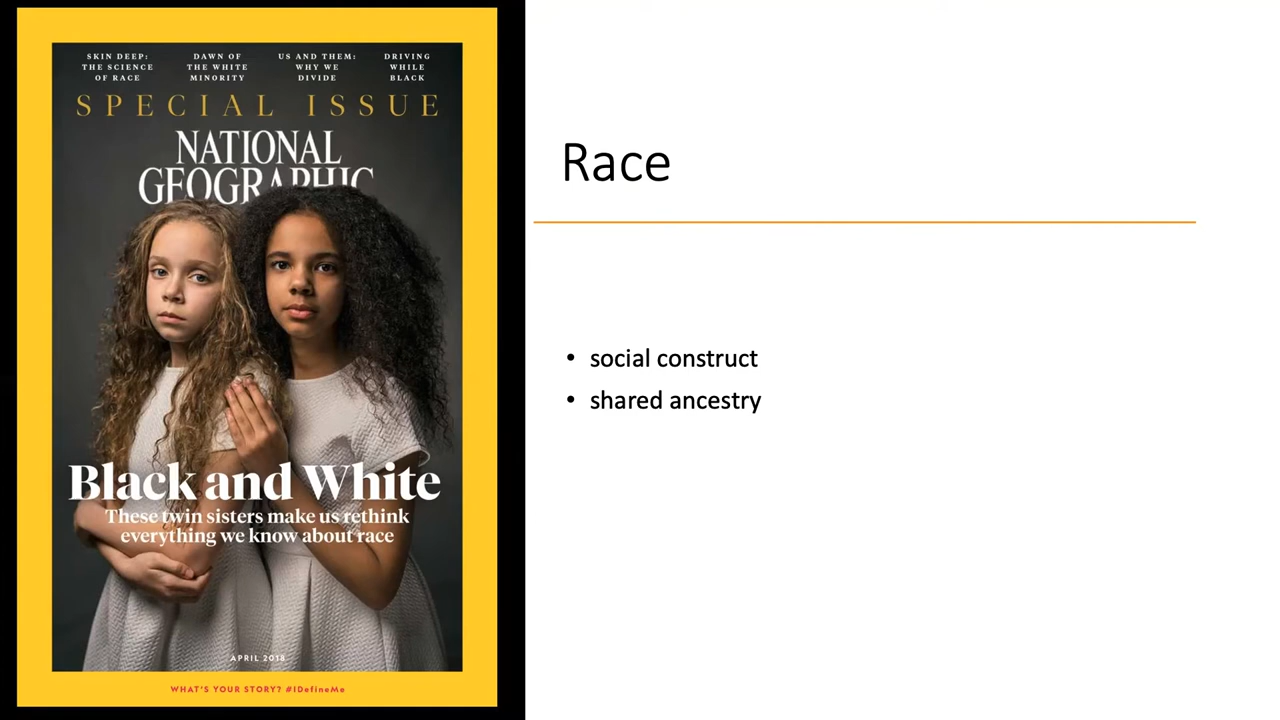 SKIN DEEP:
THE SCIENCE
OF RACE
DAWN OF
THE WHITE
MINORITY
US AND THEM:
WHY WE
DIVIDE
DRIVING
WHILE
BLACK
SPECIAL ISSUE
NATIONAL
GEOGRAPHIC
Black and White
These twin sisters make us rethink
everything we know about race
APRIL 2018
WHAT'S YOUR STORY? #IDefineMe
Race
• social construct
• shared ancestry